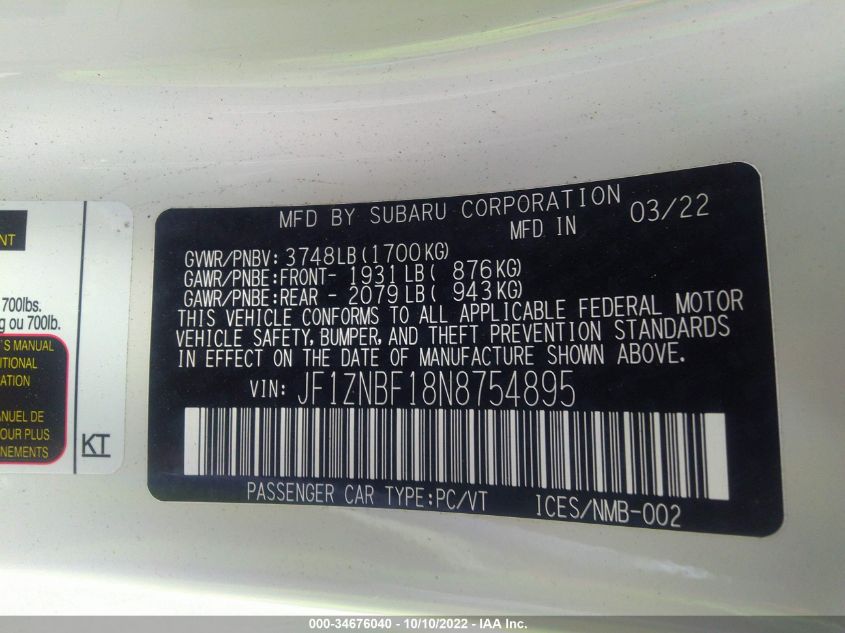 MFD BY SUBARU CORPORATION
MFD IN 03/22
GVWR/PNBV: 3748LB(1700KG)
GAWR/PNBE:FRONT- 1931LB( 876KG)
GAWR/PNBE:REAR - 2079LB( 943KG)
THIS VEHICLE CONFORMS TO ALL APPLICABLE FEDERAL MOTOR
VEHICLE SAFETY, BUMPER, AND THEFT PREVENTION STANDARDS
IN EFFECT ON THE DATE OF MANUFACTURE SHOWN ABOVE.
VIN: JF1ZNBF18N8754895
PASSENGER CAR TYPE:PC/VT ICES/NMB-002
NT
700lbs.
g ou 700lb.
'S MANUAL
ITIONAL
ATION
ANUEL DE
OUR PLUS
NEMENTS
KT
000-34676040 - 10/10/2022 - IAA Inc.